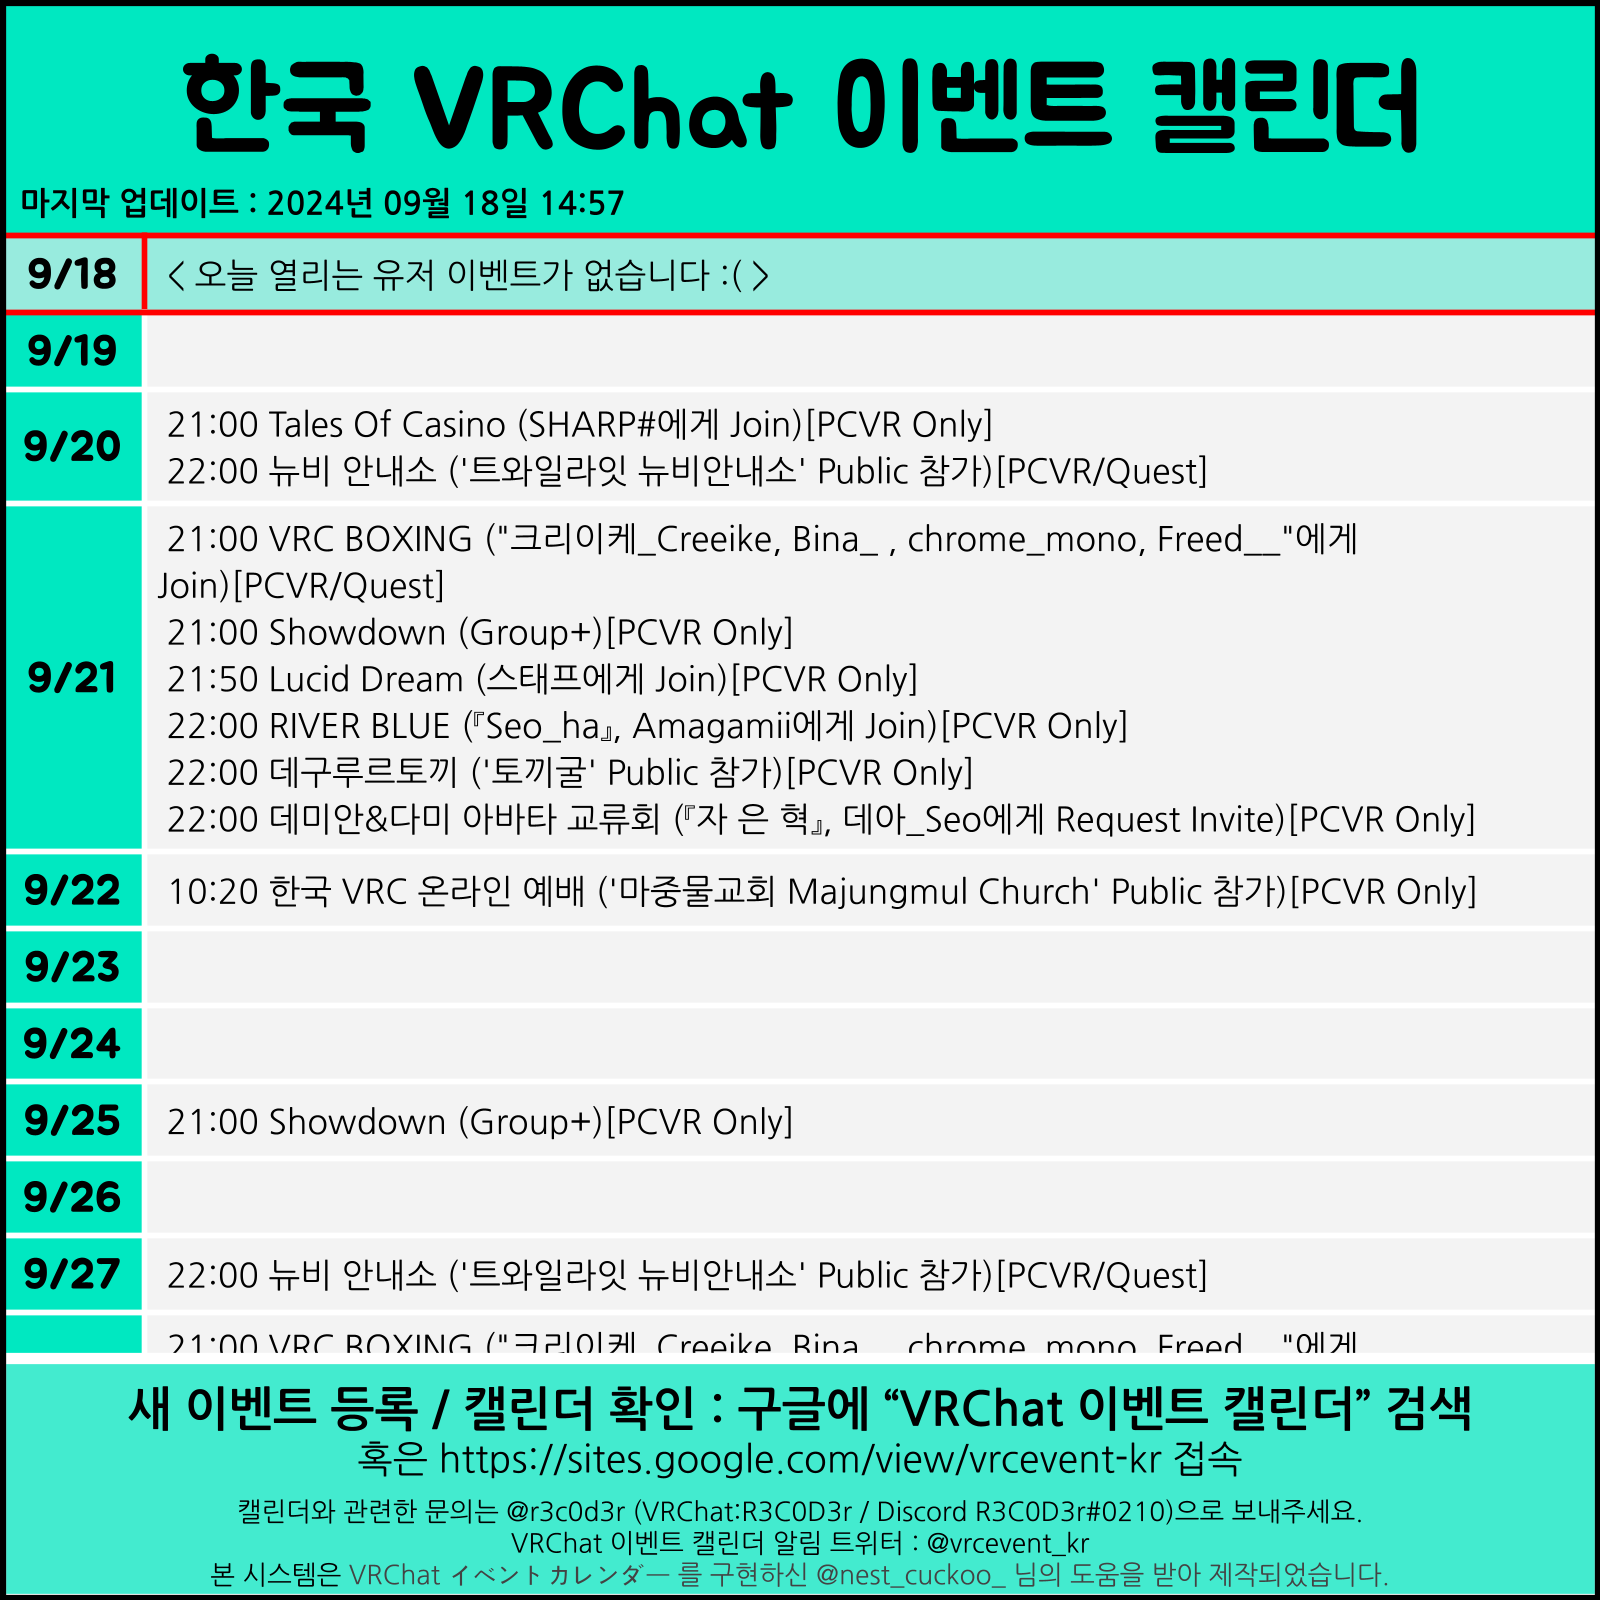 한국 VRChat 이벤트 캘린더
마지막 업데이트 : 2024년 09월 18일 14:57
9/18
< 오늘 열리는 유저 이벤트가 없습니다 :( >
9/19
9/20
21:00 Tales Of Casino (SHARP#에게 Join)[PCVR Only]
22:00 뉴비 안내소 ('트와일라잇 뉴비안내소' Public 참가)[PCVR/Quest]
9/21
21:00 VRC BOXING ("크리이케_Creeike, Bina_ , chrome_mono, Freed__"에게
Join)[PCVR/Quest]
21:00 Showdown (Group+)[PCVR Only]
21:50 Lucid Dream (스태프에게 Join)[PCVR Only]
22:00 RIVER BLUE (『Seo_ha』, Amagamii에게 Join)[PCVR Only]
22:00 데구루르토끼 ('토끼굴' Public 참가)[PCVR Only]
22:00 데미안&다미 아바타 교류회 (『자 은 혁』, 데아_Seo에게 Request Invite)[PCVR Only]
9/22
10:20 한국 VRC 온라인 예배 ('마중물교회 Majungmul Church' Public 참가)[PCVR Only]
9/23
9/24
9/25
21:00 Showdown (Group+)[PCVR Only]
9/26
9/27
22:00 뉴비 안내소 ('트와일라잇 뉴비안내소' Public 참가)[PCVR/Quest]
21:00 VRC BOXING ("크리이케_Creeike, Bina_ , chrome_mono, Freed__"에게
새 이벤트 등록 / 캘린더 확인 : 구글에 “VRChat 이벤트 캘린더” 검색
혹은 https://sites.google.com/view/vrcevent-kr 접속
캘린더와 관련한 문의는 @r3c0d3r (VRChat:R3C0D3r / Discord R3C0D3r#0210)으로 보내주세요.
VRChat 이벤트 캘린더 알림 트위터 : @vrcevent_kr
본 시스템은 VRChat イベントカレンダー 를 구현하신 @nest_cuckoo_ 님의 도움을 받아 제작되었습니다.